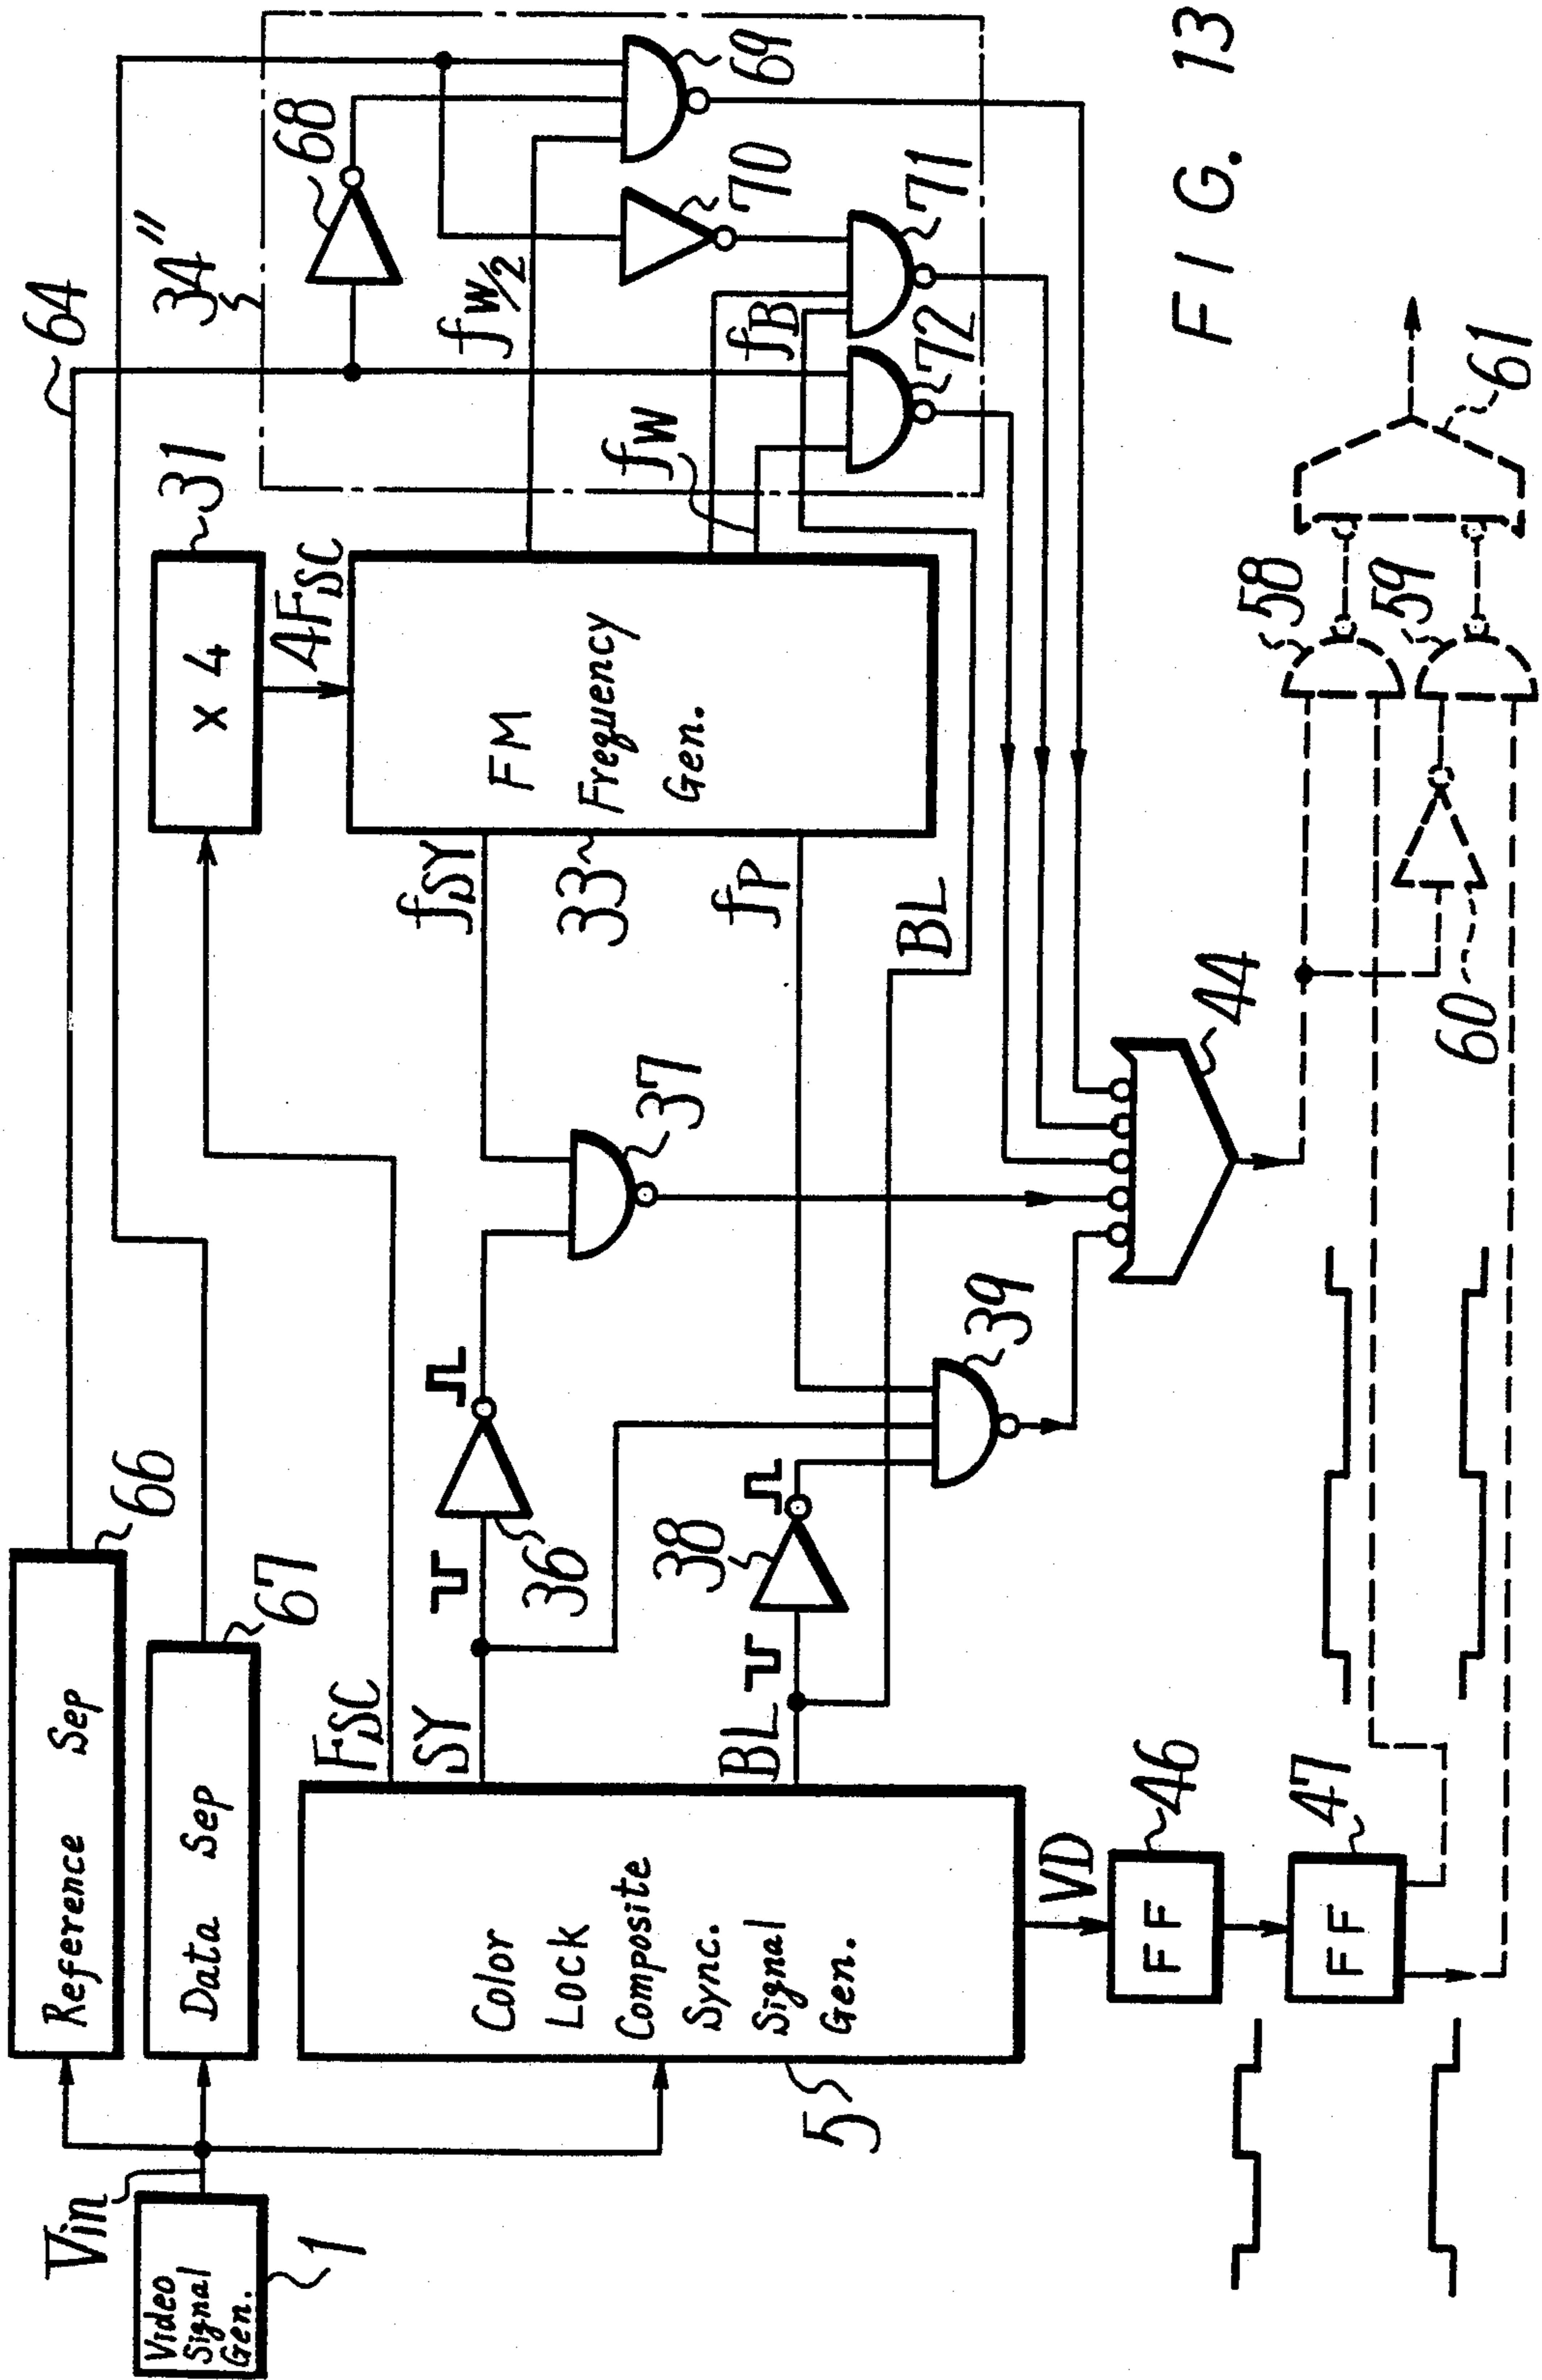 64
34"
68
69
31
fW/2
70
71
fB
72
fW
x 4
4FSC
FM
Frequency
Gen.
33
fSY
fP
BL
37
36
38
39
44
58
59
60
61
66
Reference Sep
67
Data Sep
FSC
SY
BL
Color
Lock
Composite
Sync.
Signal
Gen.
5
VD
FF
46
FF
47
Vin
Video
Signal
Gen.
1
FIG. 13